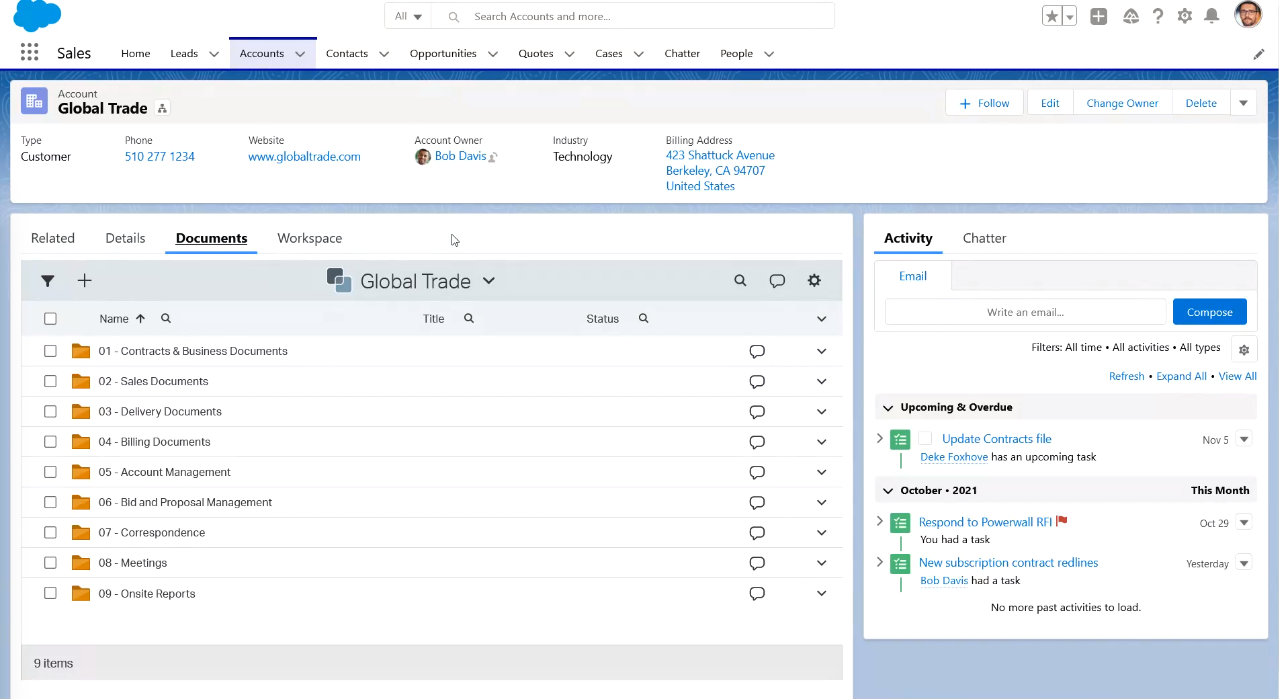 All
Search Accounts and more...
Sales
Home Leads Accounts Contacts Opportunities Quotes Cases Chatter People
Account
Global Trade
Follow Edit Change Owner Delete
Type Phone Website Account Owner Industry Billing Address
Customer 510 277 1234 www.globaltrade.com Bob Davis Technology 423 Shattuck Avenue
Berkeley, CA 94707
United States
Related Details Documents Workspace
Global Trade
Name Title Status
01 - Contracts & Business Documents
02 - Sales Documents
03 - Delivery Documents
04 - Billing Documents
05 - Account Management
06 - Bid and Proposal Management
07 - Correspondence
08 - Meetings
09 - Onsite Reports
9 items
Activity Chatter
Email
Write an email... Compose
Filters: All time • All activities • All types
Refresh • Expand All • View All
Upcoming & Overdue
Update Contracts file Nov 5
Deke Foxhove has an upcoming task
October • 2021 This Month
Respond to Powerwall RFI Oct 29
You had a task
New subscription contract redlines Yesterday
Bob Davis had a task
No more past activities to load.